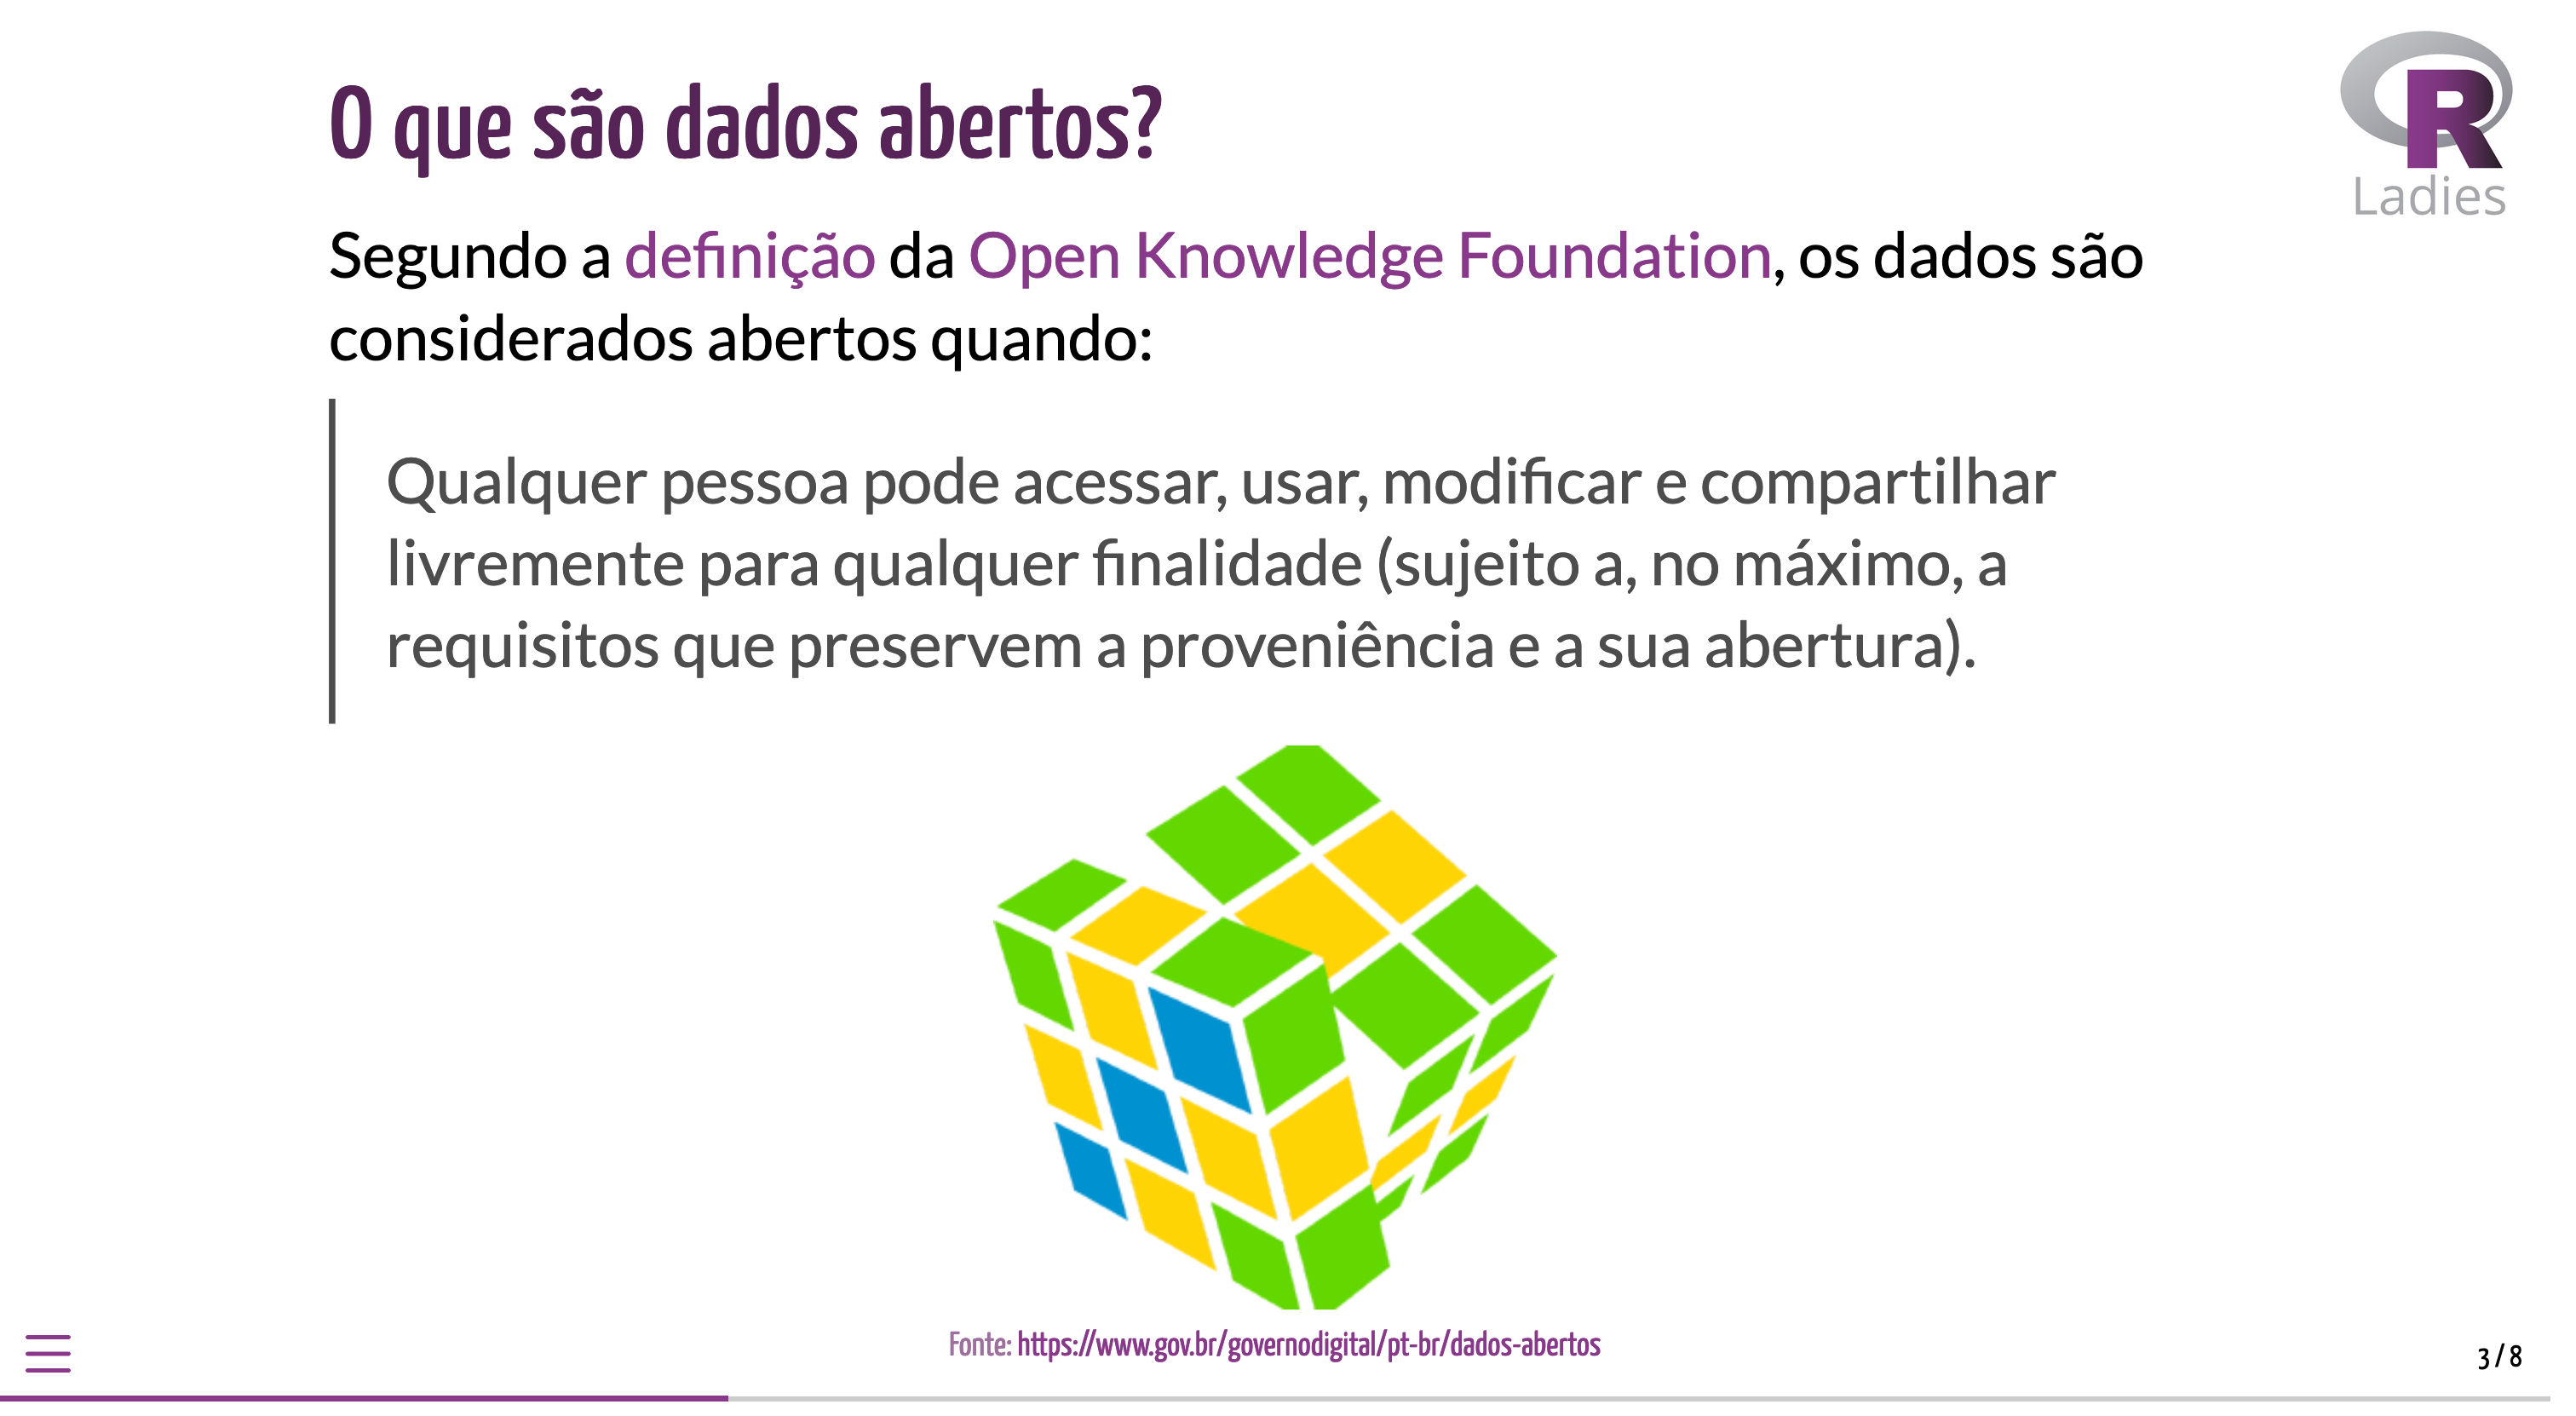 O que são dados abertos?
R
Ladies
Segundo a definição da Open Knowledge Foundation, os dados são
considerados abertos quando:
Qualquer pessoa pode acessar, usar, modificar e compartilhar
livremente para qualquer finalidade (sujeito a, no máximo, a
requisitos que preservem a proveniência e a sua abertura).
Fonte: https://www.gov.br/governodigital/pt-br/dados-abertos
3 / 8